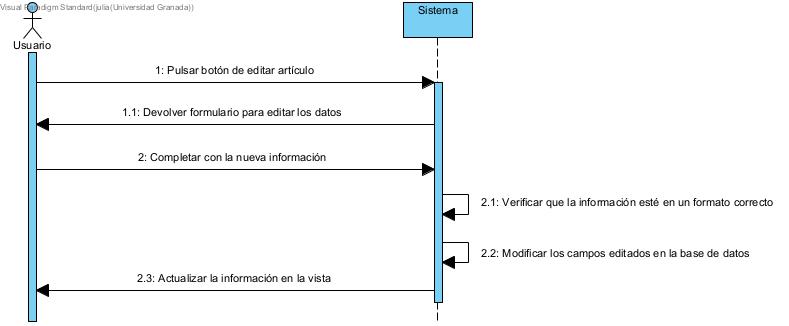 Visual Paradigm Standard(julia(Universidad Granada))
Sistema
Usuario
1: Pulsar botón de editar artículo
1.1: Devolver formulario para editar los datos
2: Completar con la nueva información
2.1: Verificar que la información esté en un formato correcto
2.2: Modificar los campos editados en la base de datos
2.3: Actualizar la información en la vista